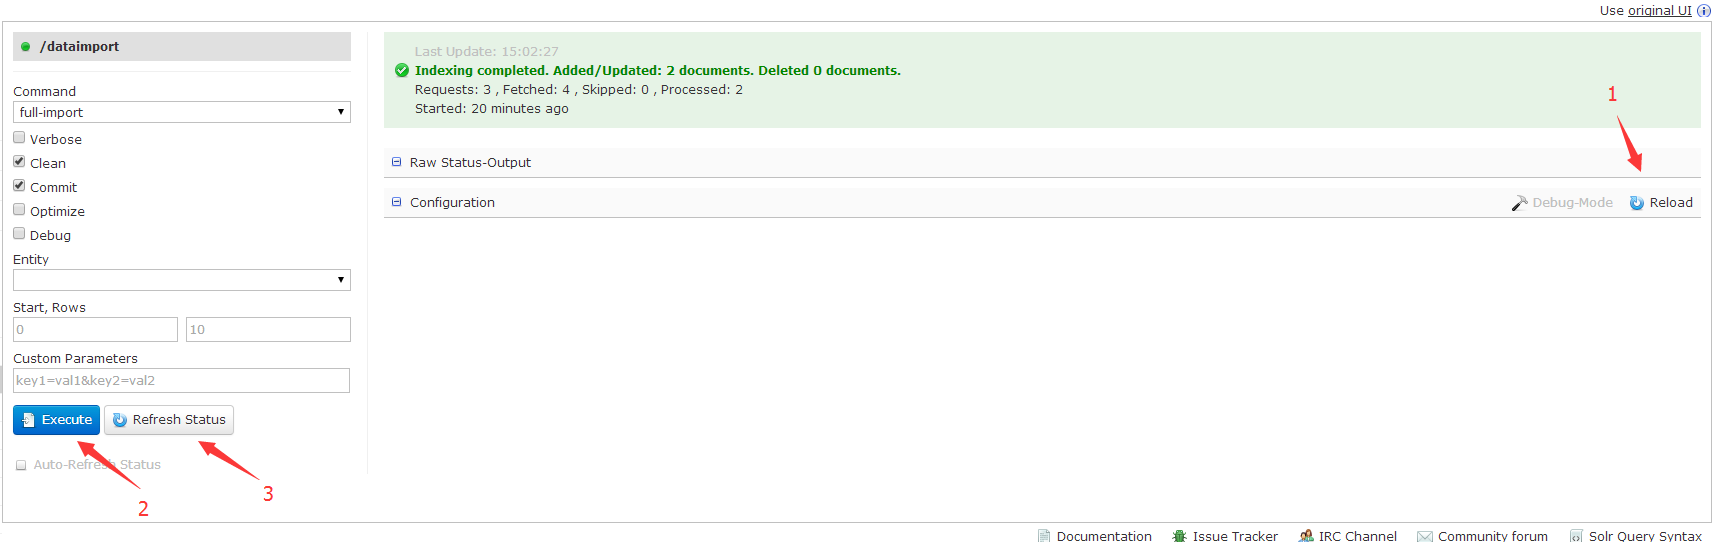 Use original UI
/dataimport
Command
full-import
Verbose
Clean
Commit
Optimize
Debug
Entity
Start, Rows
0 10
Custom Parameters
key1=val1&key2=val2
Execute Refresh Status
Auto-Refresh Status
2
3
Last Update: 15:02:27
Indexing completed. Added/Updated: 2 documents. Deleted 0 documents.
Requests: 3 , Fetched: 4 , Skipped: 0 , Processed: 2
Started: 20 minutes ago
1
Raw Status-Output
Configuration Debug-Mode Reload
Documentation Issue Tracker IRC Channel Community forum Solr Query Syntax